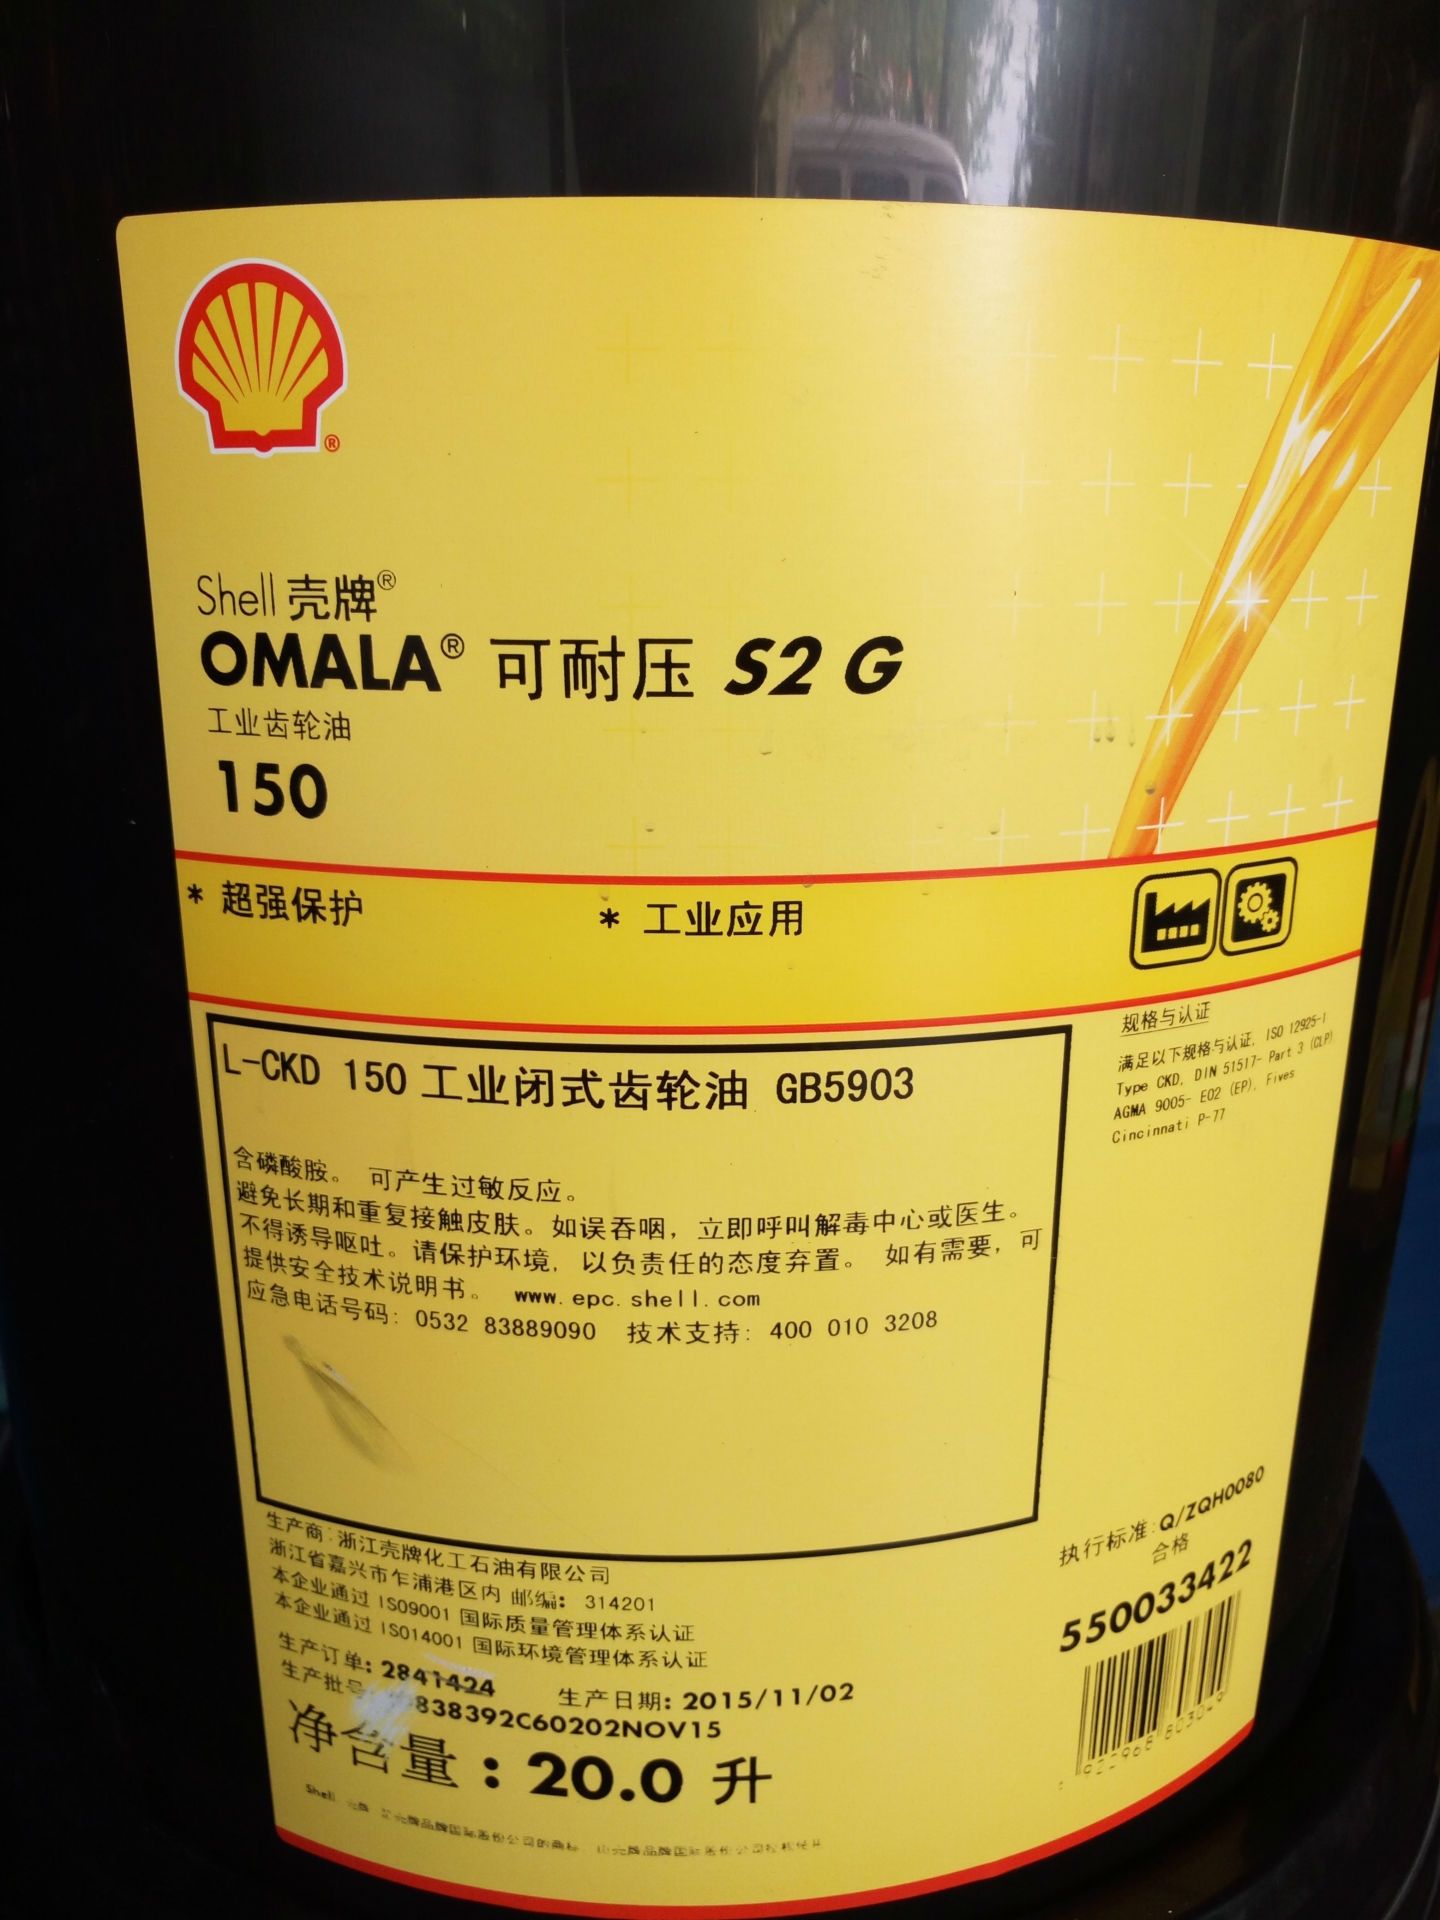 Shell 壳牌®
OMALA® 可耐压 S2 G
工业齿轮油
150
* 超强保护
* 工业应用
L-CKD 150 工业闭式齿轮油 GB5903
含磷酸胺。 可产生过敏反应。
避免长期和重复接触皮肤。如误吞咽，立即呼叫解毒中心或医生。
不得诱导呕吐。请保护环境，以负责任的态度弃置。 如有需要，可
提供安全技术说明书。 www.epc.shell.com
应急电话号码: 0532 83889090 技术支持: 400 010 3208
规格与认证
满足以下规格与认证, ISO 12925-1
Type CKD, DIN 51517- Part 3 (CLP)
AGMA 9005- E02 (EP), Fives
Cincinnati P-77
生产商:浙江壳牌化工石油有限公司
浙江省嘉兴市乍浦港区内 邮编: 314201
本企业通过 ISO9001 国际质量管理体系认证
本企业通过 ISO14001 国际环境管理体系认证
生产订单: 2841424 生产日期: 2015/11/02
生产批号 838392C60202NOV15
净含量: 20.0 升
执行标准:Q/ZQH0080
合格
550033422